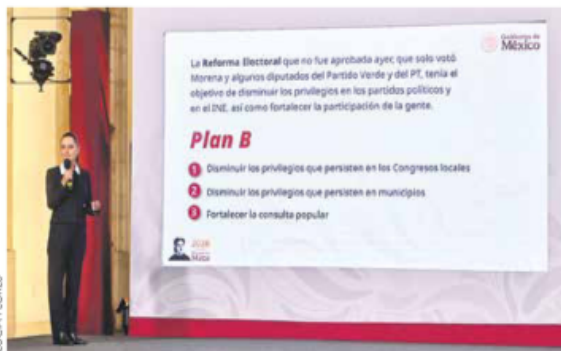 Gobierno de
México
La Reforma Electoral que no fue aprobada ayer, que solo votó
Morena y algunos diputados del Partido Verde y del PT, tenía el
objetivo de disminuir los privilegios en los partidos políticos y
en el INE, así como fortalecer la participación de la gente.
Plan B
1 Disminuir los privilegios que persisten en los Congresos locales
2 Disminuir los privilegios que persisten en municipios
3 Fortalecer la consulta popular
2026